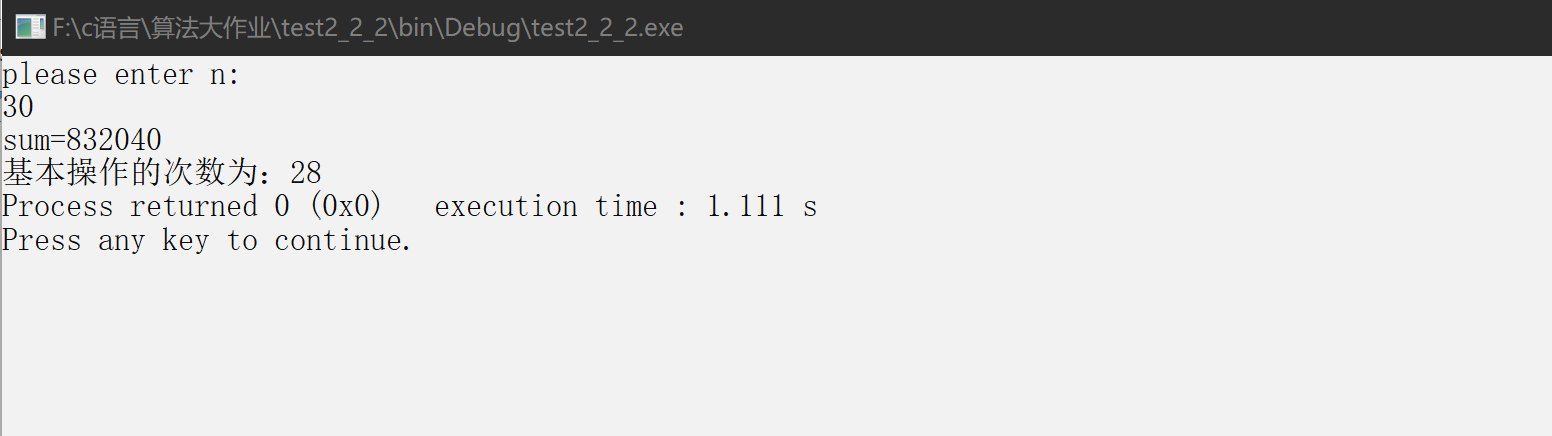 F:\c语言\算法大作业\test2_2_2\bin\Debug\test2_2_2.exe
please enter n:
30
sum=832040
基本操作的次数为：28
Process returned 0 (0x0)   execution time : 1.111 s
Press any key to continue.